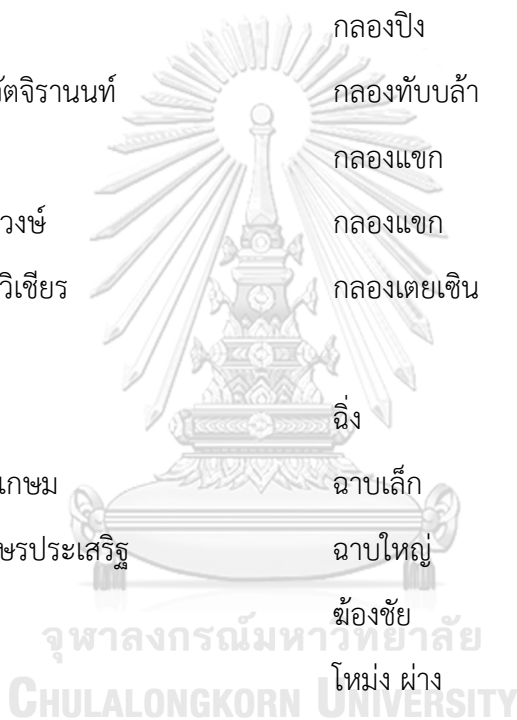 กลองปิง
ัตจิรานนท์ กลองทับบล้า
กลองแขก
วงษ์ กลองแขก
วิเชียร กลองเตยเซิน
ฉิ่ง
เกษม ฉาบเล็ก
ษรประเสริฐ ฉาบใหญ่
ฆ้องชัย
จุฬาลงกรณ์มหาวิทยาลัย
โหม่ง ผ่าง
CHULALONGKORN UNIVERSITY